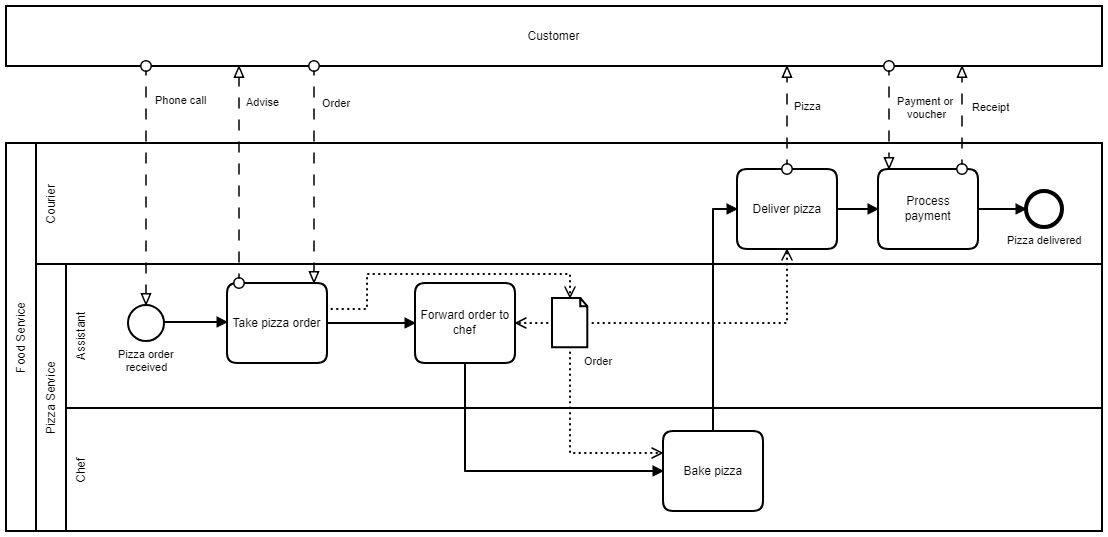 Customer
Phone call
Advise
Order
Pizza
Payment or
voucher
Receipt
Food Service
Courier
Deliver pizza
Process
payment
Pizza delivered
Pizza Service
Assistant
Pizza order
received
Take pizza order
Forward order to
chef
Order
Chef
Bake pizza